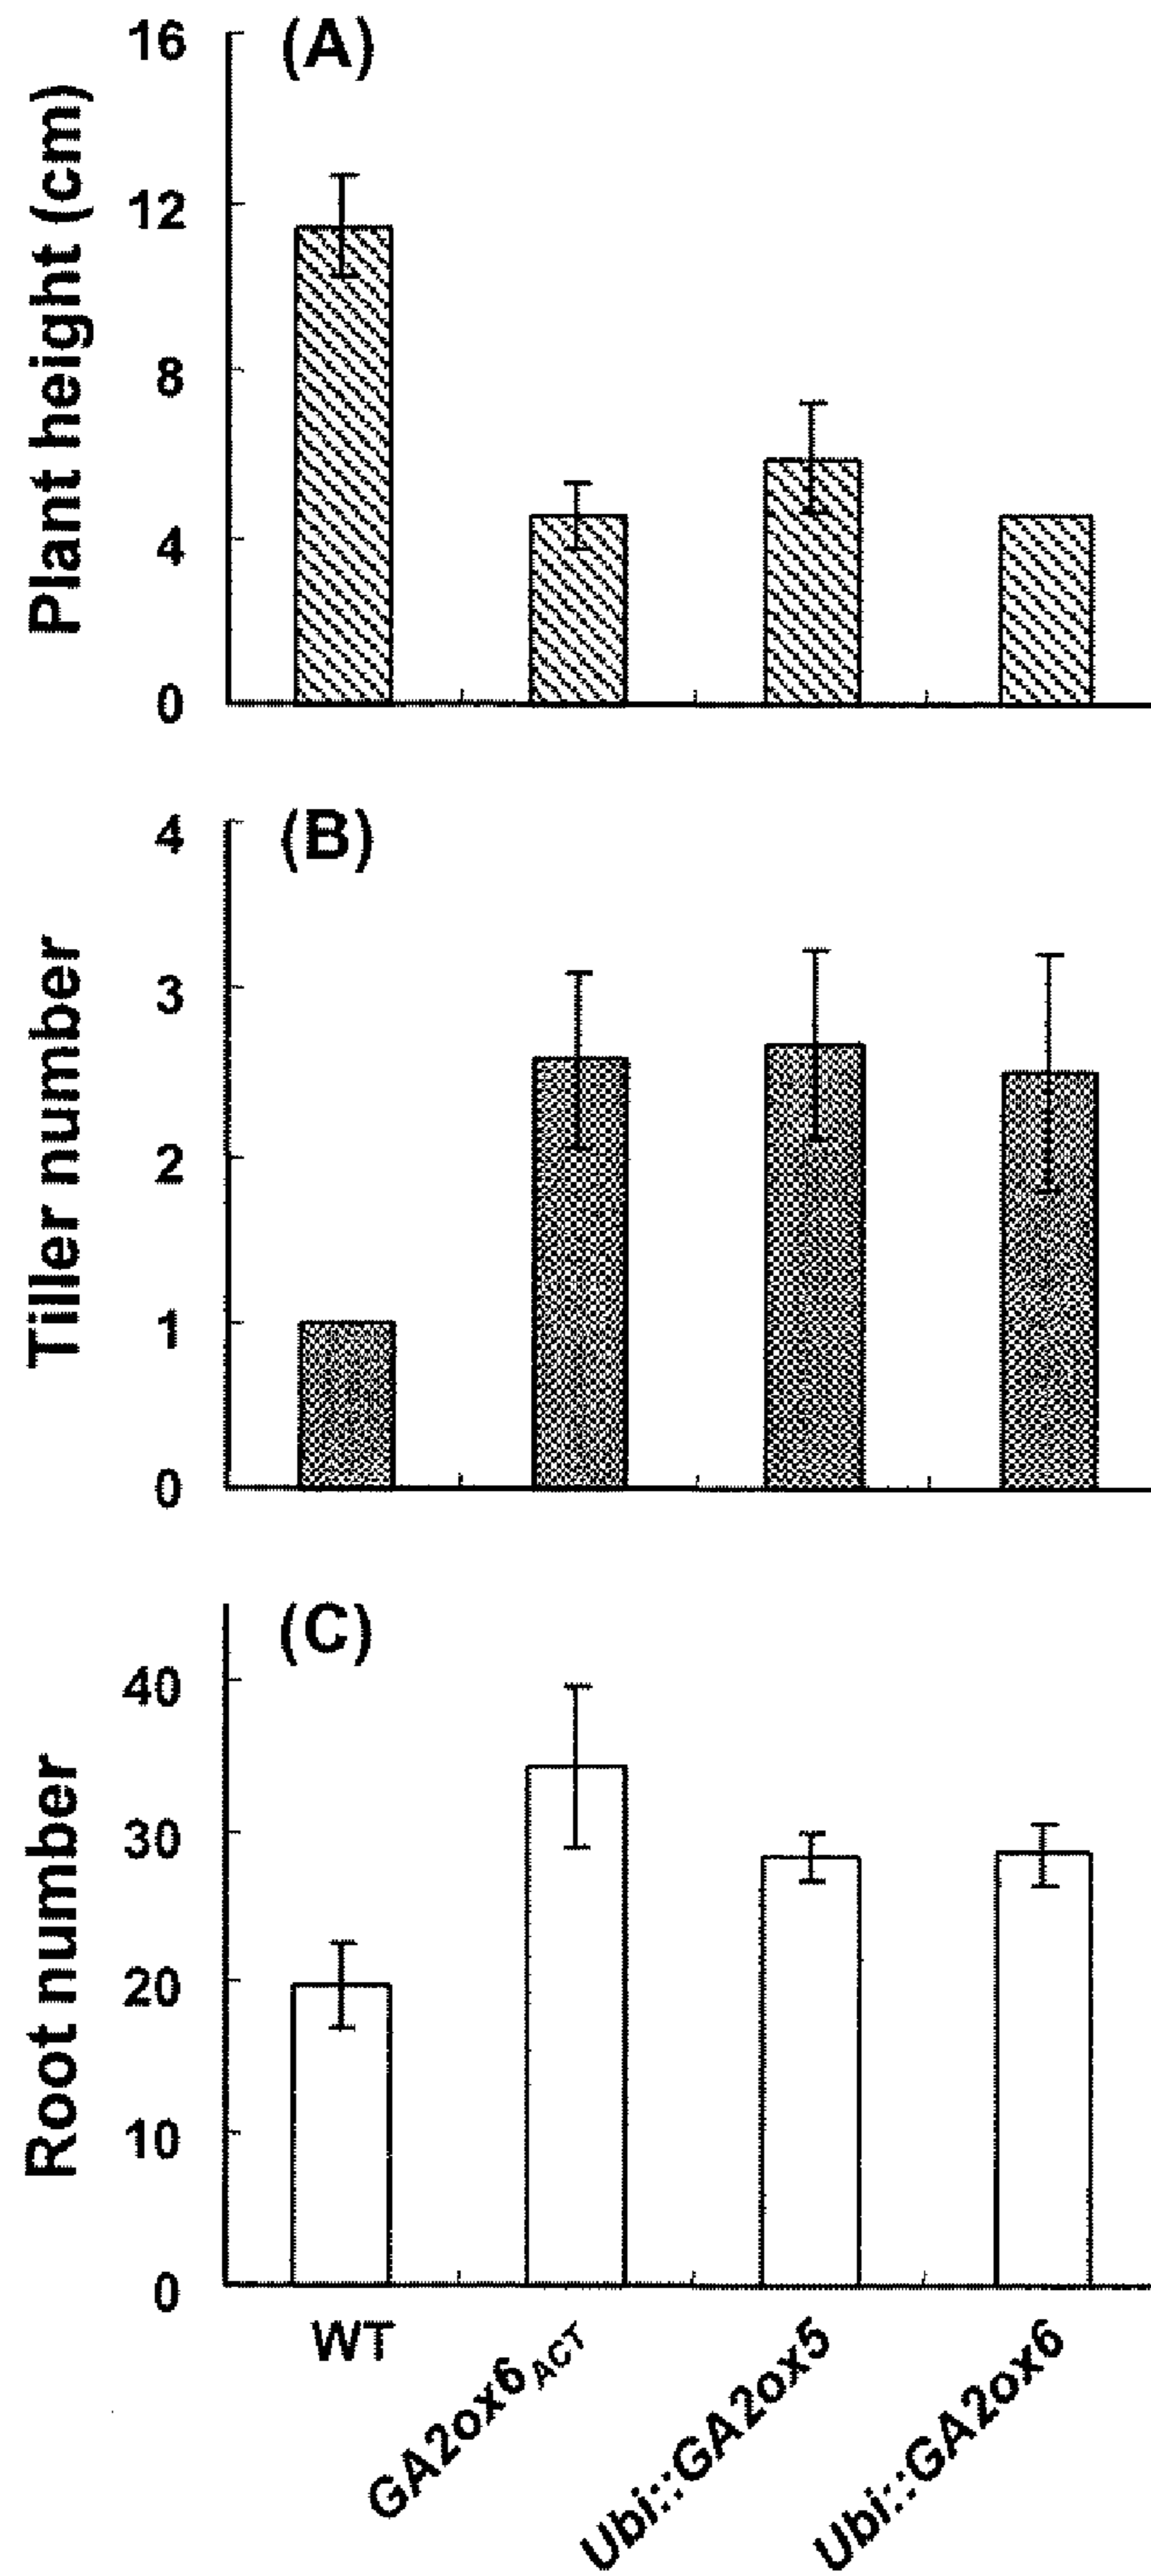 (A)
Plant height (cm)
16
12
8
4
0
(B)
Tiller number
4
3
2
1
0
(C)
Root number
40
30
20
10
0
WT
GA2ox6ACT
Ubi::GA2ox5
Ubi::GA2ox6